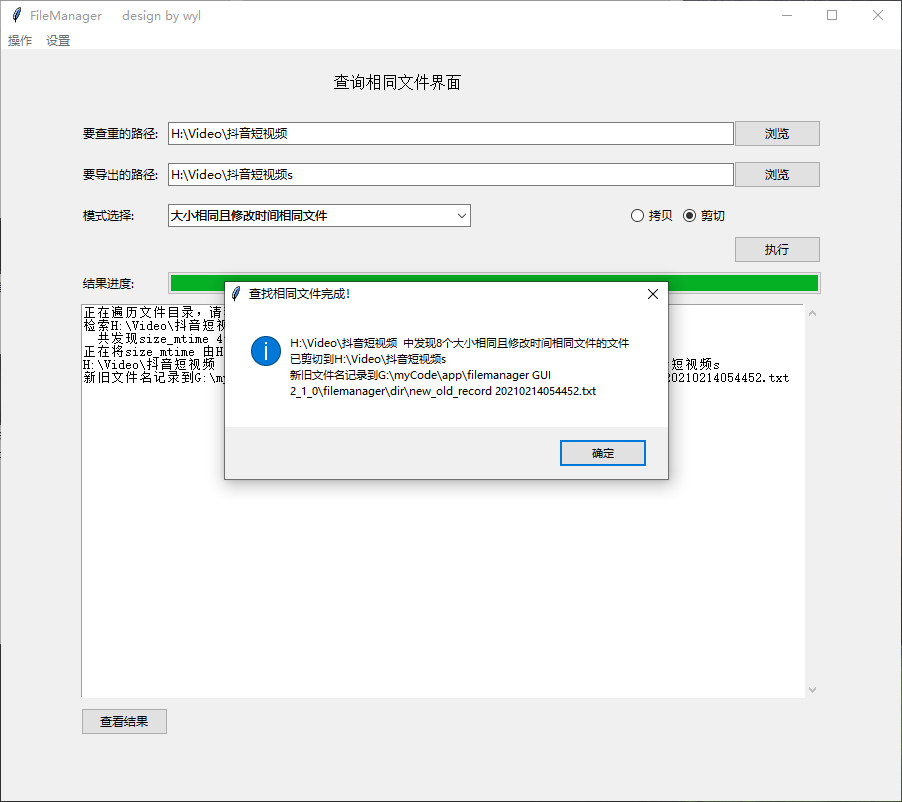 FileManager design by wyl
操作 设置
查询相同文件界面
要查重的路径: H:\Video\抖音短视频 浏览
要导出的路径: H:\Video\抖音短视频s 浏览
模式选择: 大小相同且修改时间相同文件 拷贝 剪切
执行
结果进度:
查找相同文件完成!
正在遍历文件目录，请
检索H:\Video\抖音短视
共发现size_mtime 4
正在将size_mtime 由H
H:\Video\抖音短视频 短视频s
新旧文件名记录到G:\my 20210214054452.txt
H:\Video\抖音短视频 中发现8个大小相同且修改时间相同文件的文件
已剪切到H:\Video\抖音短视频s
新旧文件名记录到G:\myCode\app\filemanager GUI
2_1_0\filemanager\dir\new_old_record 20210214054452.txt
确定
查看结果